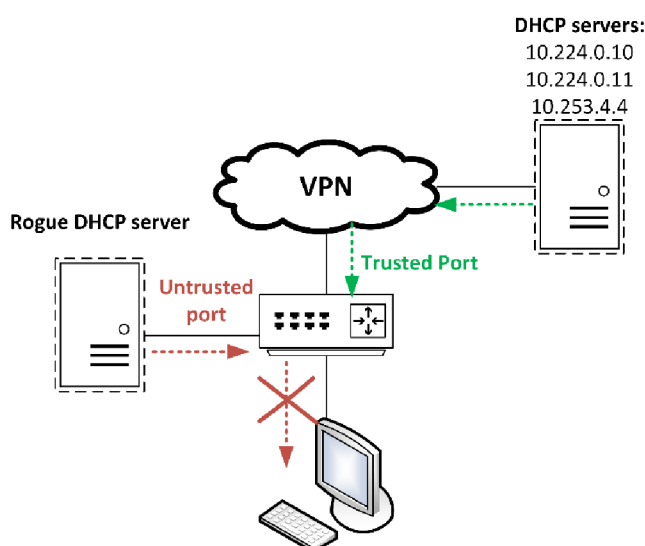 DHCP servers:
10.224.0.10
10.224.0.11
10.253.4.4
VPN
Rogue DHCP server
Trusted Port
Untrusted
port